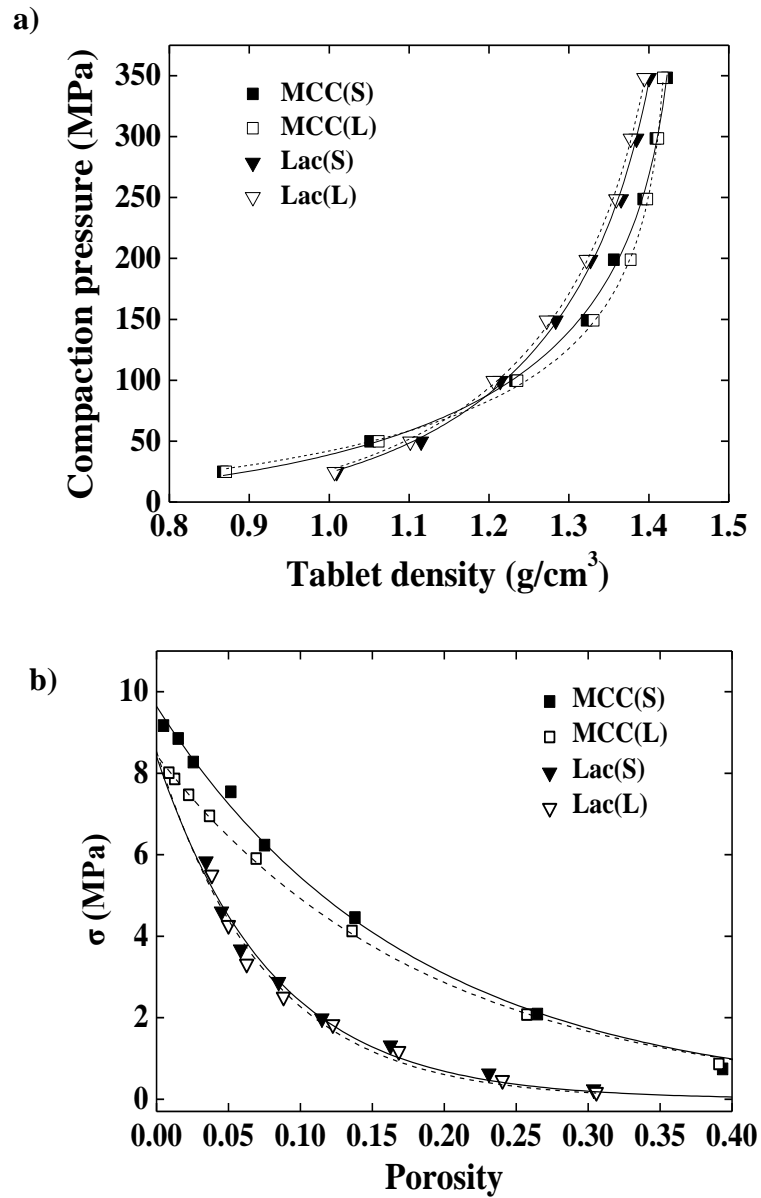 a)
Compaction pressure (MPa)
350
300
250
200
150
100
50
0
MCC(S)
MCC(L)
Lac(S)
Lac(L)
0.8 0.9 1.0 1.1 1.2 1.3 1.4 1.5
Tablet density (g/cm³)
b)
σ (MPa)
10
8
6
4
2
0
MCC(S)
MCC(L)
Lac(S)
Lac(L)
0.00 0.05 0.10 0.15 0.20 0.25 0.30 0.35 0.40
Porosity